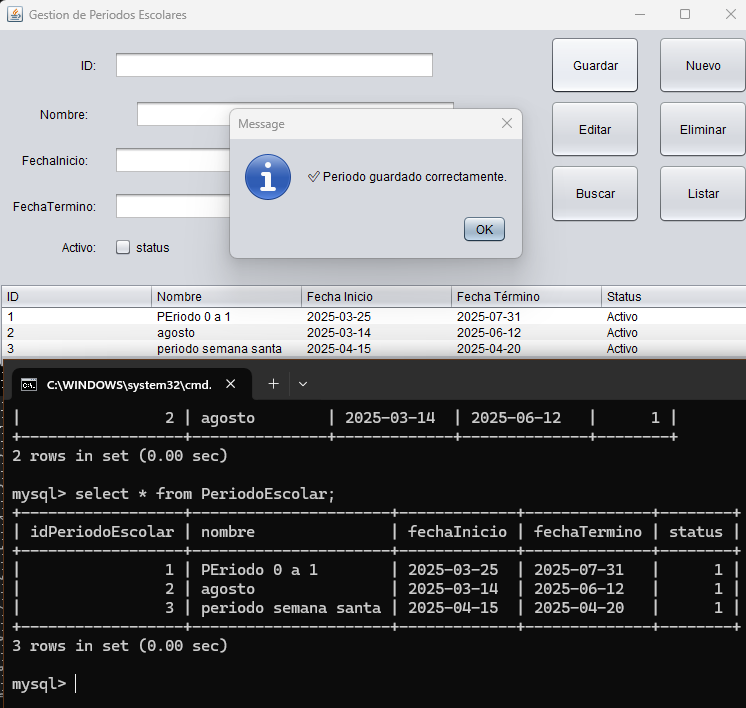 Gestion de Periodos Escolares
ID:
Guardar
Nuevo
Nombre:
Message
Editar
Eliminar
FechaInicio:
Periodo guardado correctamente.
Buscar
Listar
FechaTermino:
OK
Activo:
status
ID Nombre Fecha Inicio Fecha Término Status
1 PEriodo 0 a 1 2025-03-25 2025-07-31 Activo
2 agosto 2025-03-14 2025-06-12 Activo
3 periodo semana santa 2025-04-15 2025-04-20 Activo
C:\WINDOWS\system32\cmd.
| 2 | agosto | 2025-03-14 | 2025-06-12 | 1 |
2 rows in set (0.00 sec)
mysql> select * from PeriodoEscolar;
| idPeriodoEscolar | nombre | fechaInicio | fechaTermino | status |
| 1 | PEriodo 0 a 1 | 2025-03-25 | 2025-07-31 | 1 |
| 2 | agosto | 2025-03-14 | 2025-06-12 | 1 |
| 3 | periodo semana santa | 2025-04-15 | 2025-04-20 | 1 |
3 rows in set (0.00 sec)
mysql>